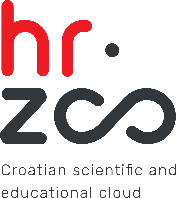 hr.
zoo
Croatian scientific and
educational cloud